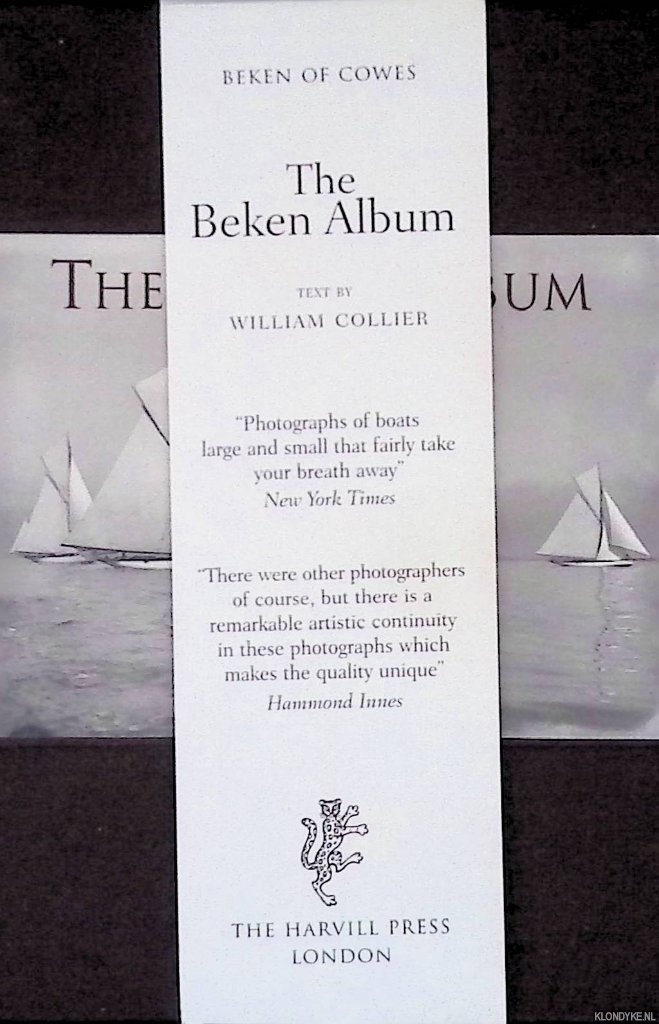 BEKEN OF COWES
The
Beken Album
THE
BUM
TEXT BY
WILLIAM COLLIER
"Photographs of boats
large and small that fairly take
your breath away"
New York Times
"There were other photographers
of course, but there is a
remarkable artistic continuity
in these photographs which
makes the quality unique"
Hammond Innes
THE HARVILL PRESS
LONDON
KLONDYKE.NL